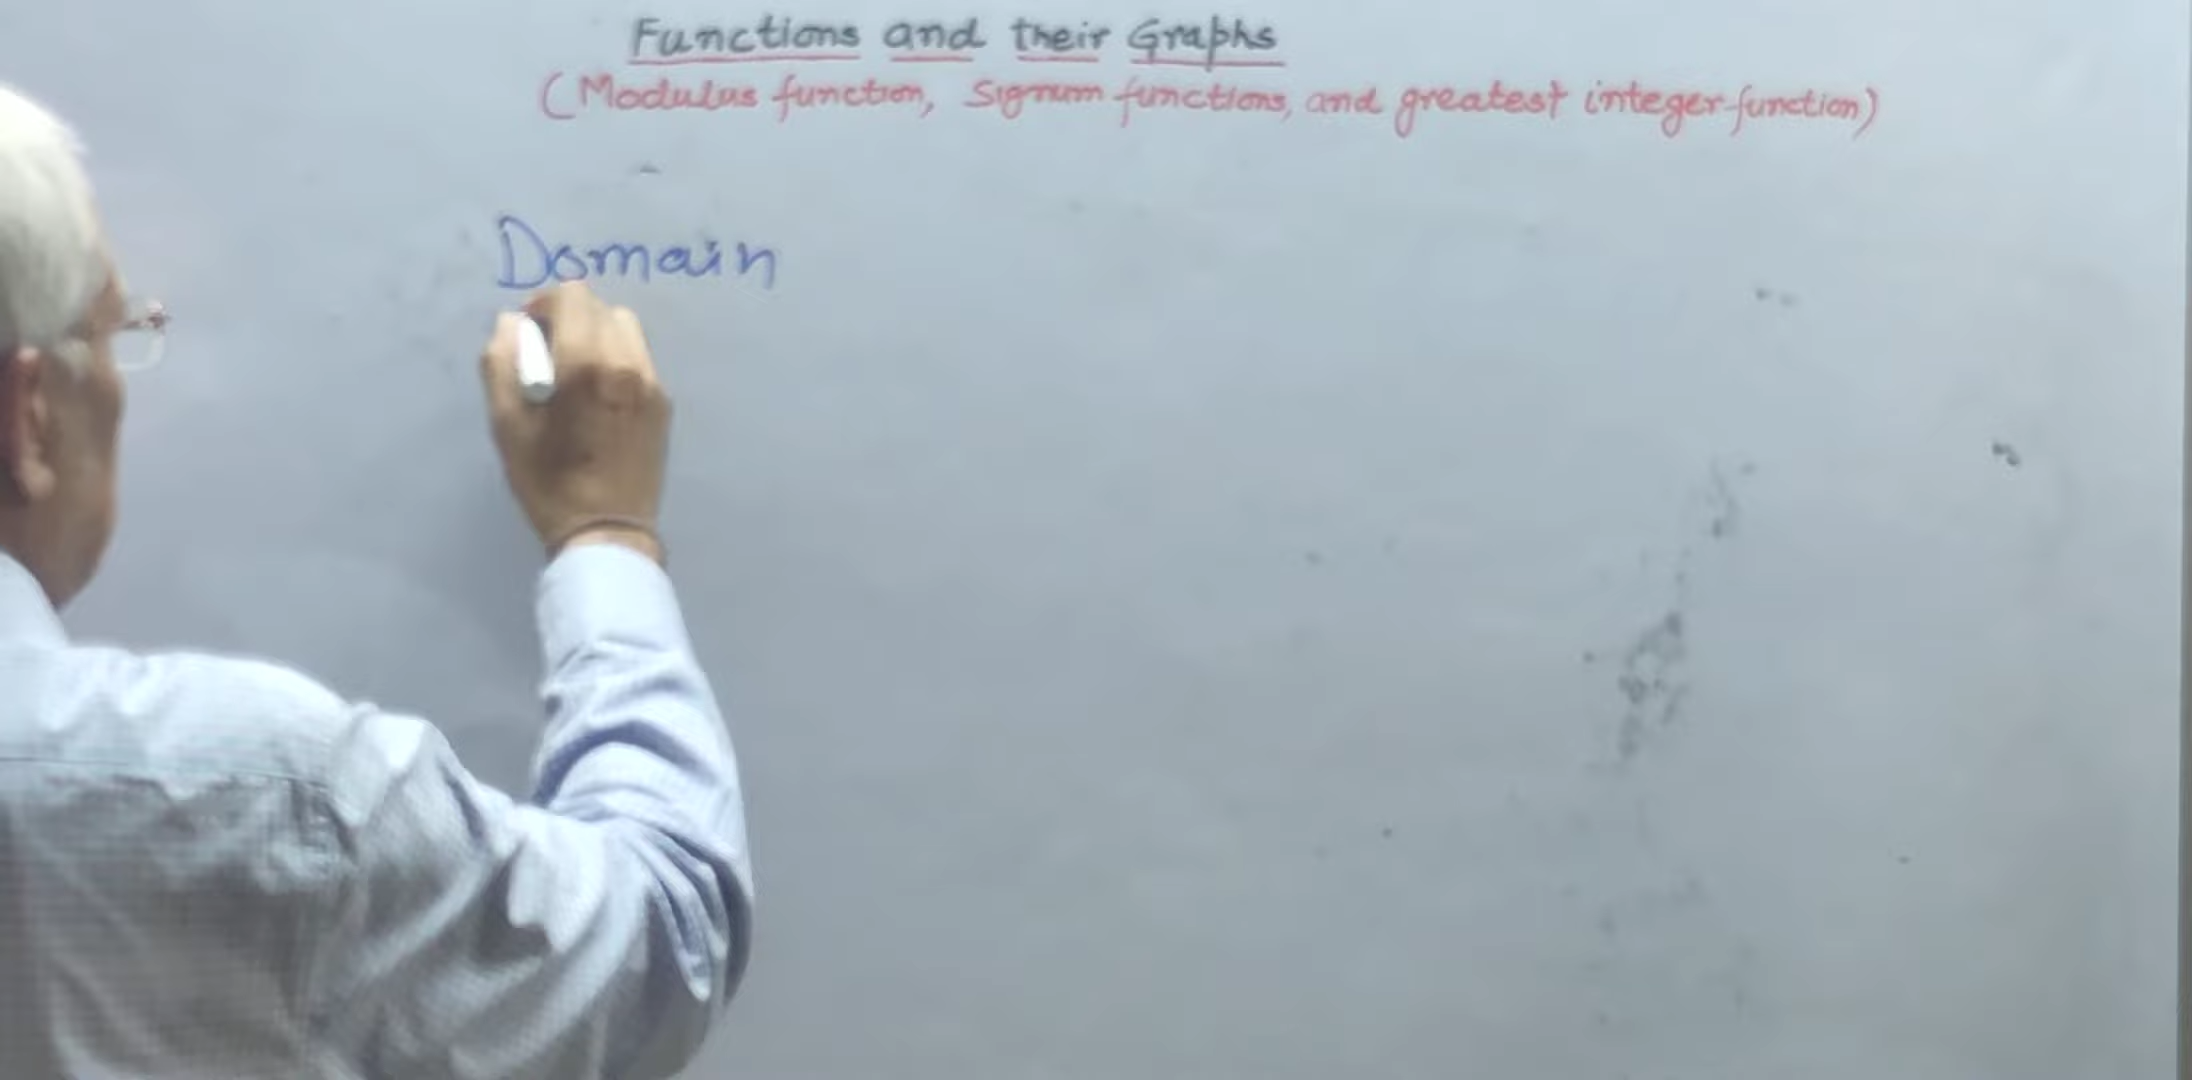 Functions and their Graphs
(Modulus function, Signum functions, and greatest integer function)
Domain